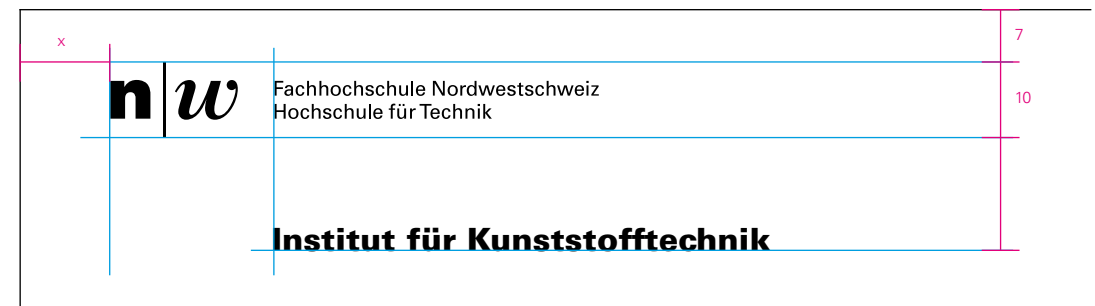 x
7
n|w
Fachhochschule Nordwestschweiz
Hochschule für Technik
10
Institut für Kunststofftechnik